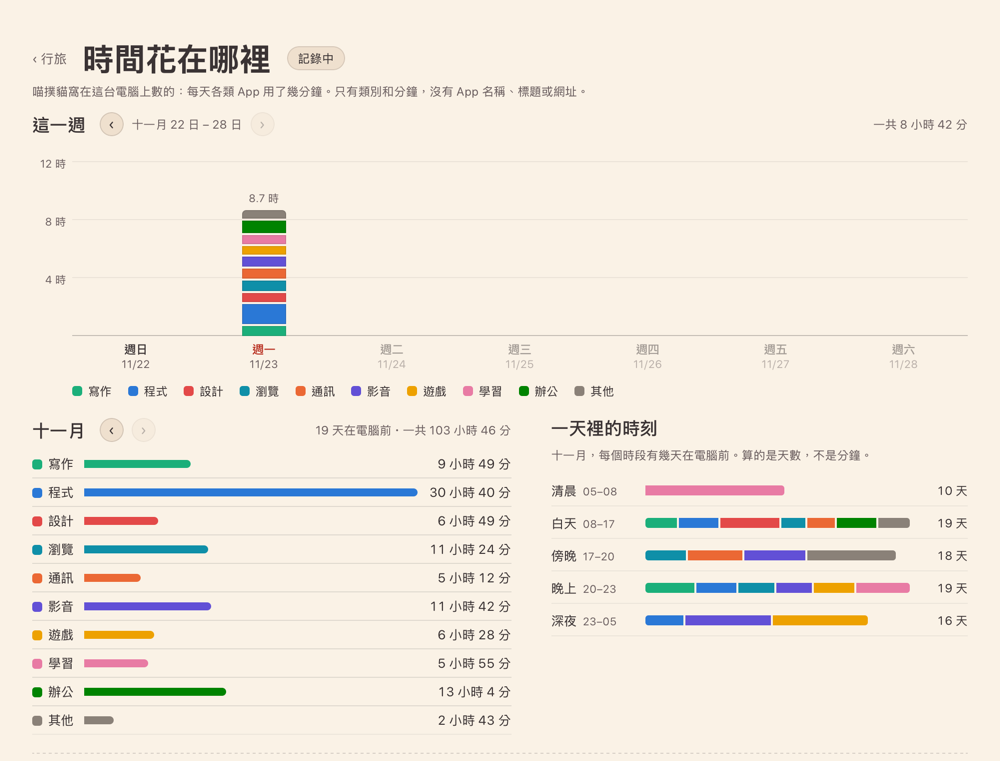 ‹ 行旅 時間花在哪裡 記錄中
喵撲貓窩在這台電腦上數的：每天各類 App 用了幾分鐘。只有類別和分鐘，沒有 App 名稱、標題或網址。
這一週 ‹ 十一月 22 日 – 28 日 › 一共 8 小時 42 分
12 時
8.7 時
8 時
4 時
週日 週一 週二 週三 週四 週五 週六
11/22 11/23 11/24 11/25 11/26 11/27 11/28
寫作 程式 設計 瀏覽 通訊 影音 遊戲 學習 辦公 其他
十一月 ‹ › 19 天在電腦前・一共 103 小時 46 分
寫作 9 小時 49 分
程式 30 小時 40 分
設計 6 小時 49 分
瀏覽 11 小時 24 分
通訊 5 小時 12 分
影音 11 小時 42 分
遊戲 6 小時 28 分
學習 5 小時 55 分
辦公 13 小時 4 分
其他 2 小時 43 分
一天裡的時刻
十一月，每個時段有幾天在電腦前。算的是天數，不是分鐘。
清晨 05–08 10 天
白天 08–17 19 天
傍晚 17–20 18 天
晚上 20–23 19 天
深夜 23–05 16 天